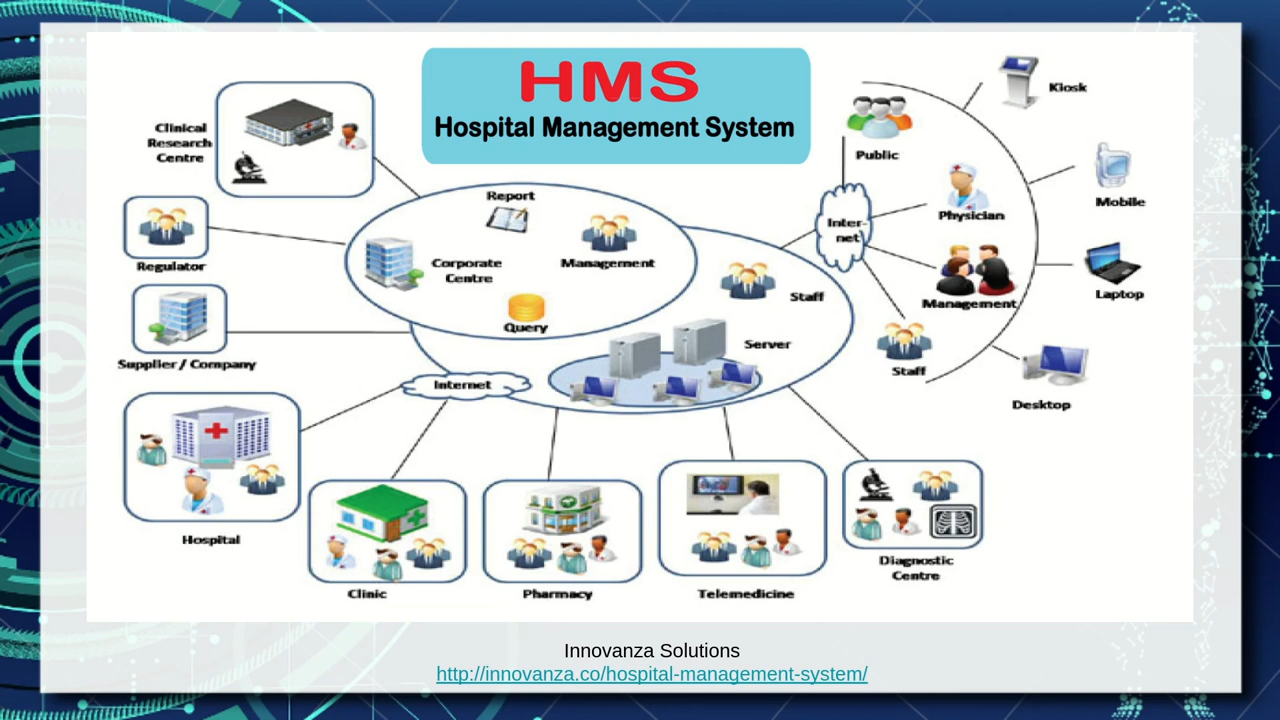 HMS
Hospital Management System
Clinical
Research
Centre
Regulator
Supplier / Company
Report
Corporate
Centre
Management
Query
Staff
Server
Internet
Public
Inter-
net
Physician
Management
Staff
Kiosk
Mobile
Laptop
Desktop
Hospital
Clinic
Pharmacy
Telemedicine
Diagnostic
Centre
Innovanza Solutions
http://innovanza.co/hospital-management-system/